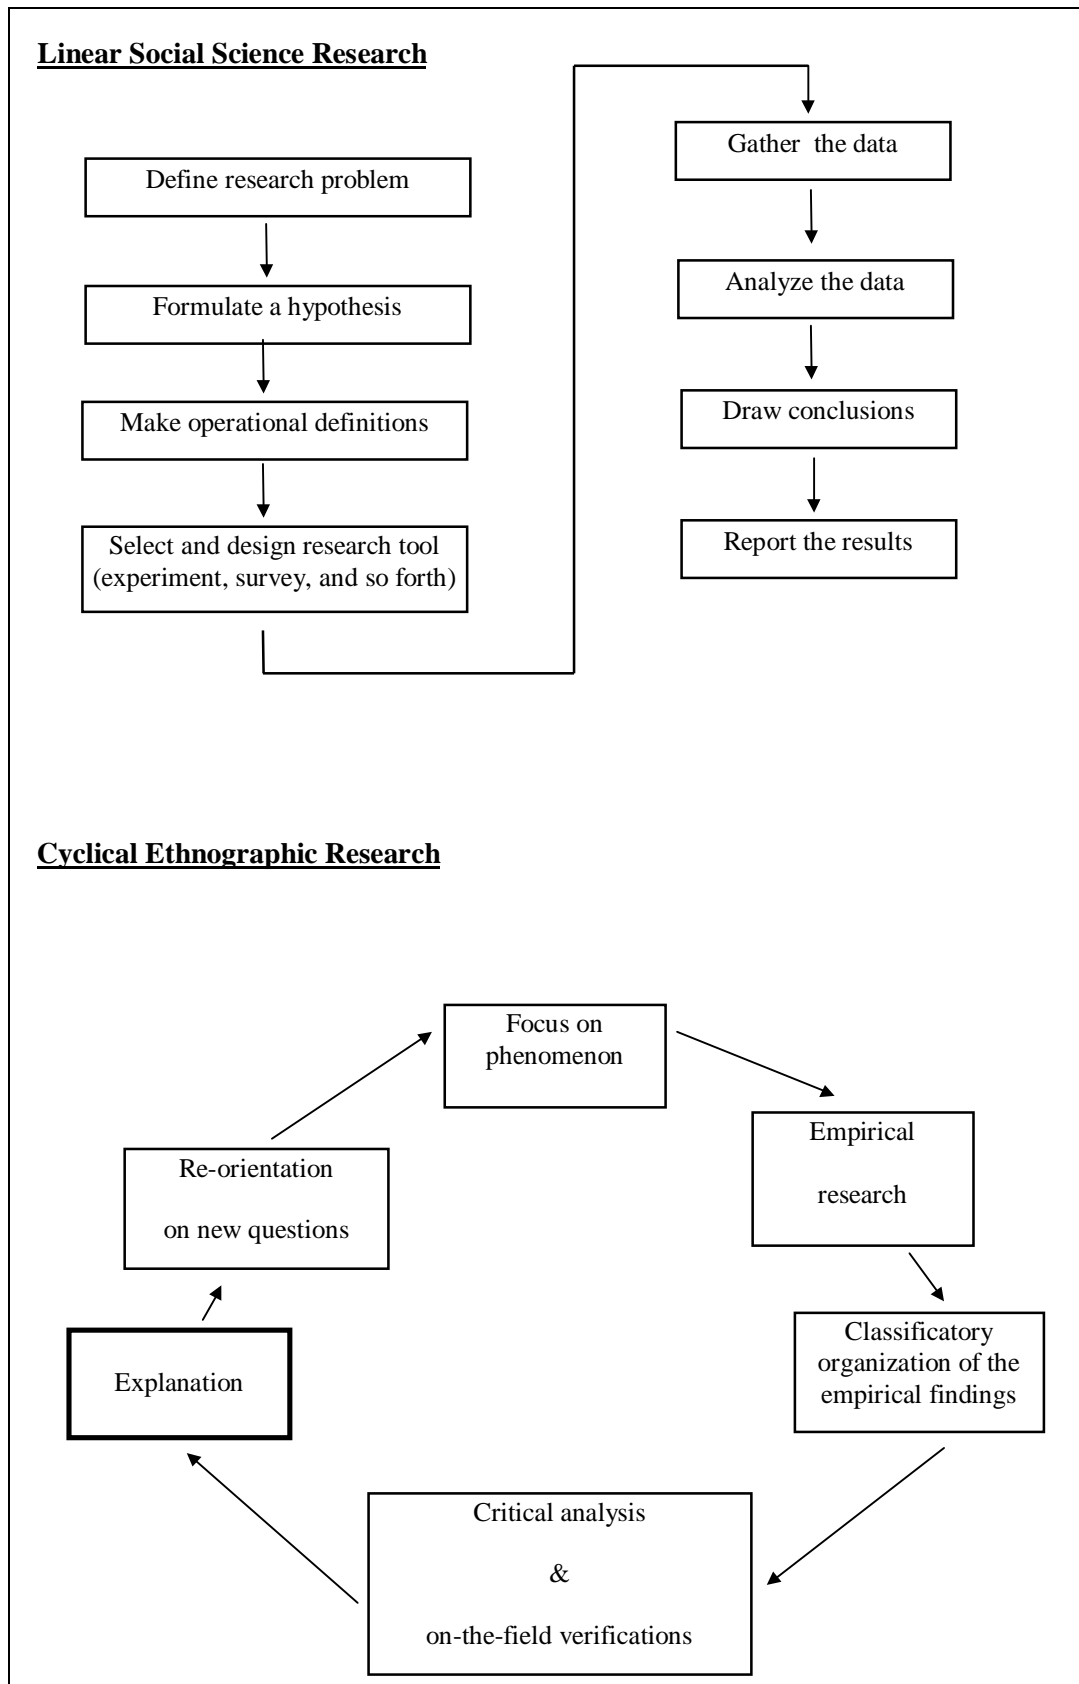 Linear Social Science Research
Define research problem
Formulate a hypothesis
Make operational definitions
Select and design research tool
(experiment, survey, and so forth)
Gather the data
Analyze the data
Draw conclusions
Report the results
Cyclical Ethnographic Research
Focus on
phenomenon
Empirical
research
Classificatory
organization of the
empirical findings
Critical analysis
&
on-the-field verifications
Explanation
Re-orientation
on new questions